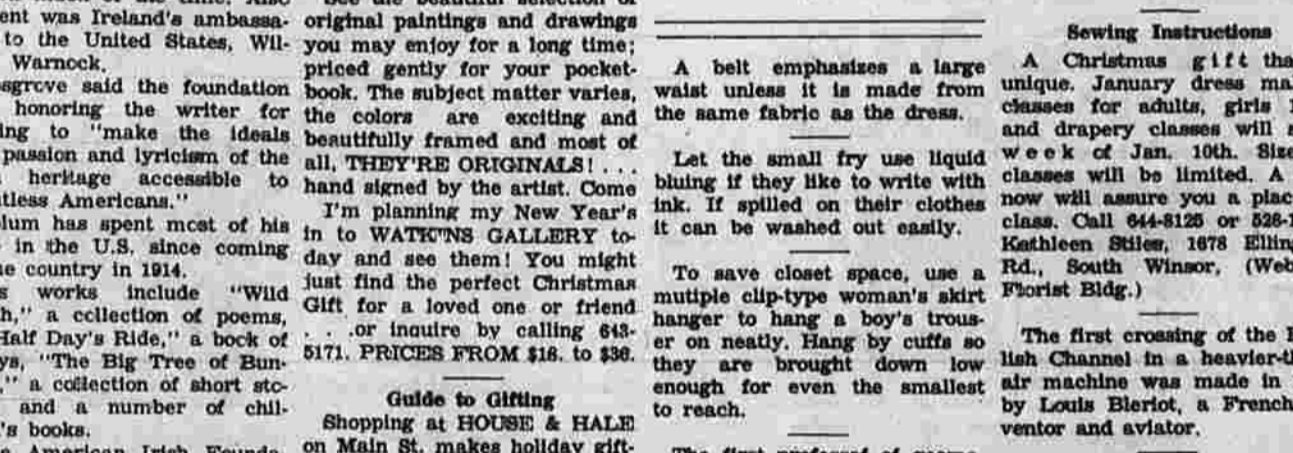 ent was Ireland's ambassa-
to the United States, Wil-
Warnock.
sgrove said the foundation
honoring the writer for
ing to "make the ideals
passion and lyricism of the
heritage accessible to
tless Americans."
lum has spent most of his
in the U.S. since coming
e country in 1914.
s works include "Wild
h," a collection of poems,
Half Day's Ride," a book of
ys, "The Big Tree of Bun-
" a collection of short sto-
and a number of chil-
's books.
American Irish Founda-
See the beautiful selection of
original paintings and drawings
you may enjoy for a long time;
priced gently for your pocket-
book. The subject matter varies,
the colors are exciting and
beautifully framed and most of
all, THEY'RE ORIGINALS! . . .
hand signed by the artist. Come
I'm planning my New Year's
in to WATKINS GALLERY to-
day and see them! You might
just find the perfect Christmas
Gift for a loved one or friend
. . .or inquire by calling 643-
5171. PRICES FROM $18. to $36.
Guide to Gifting
Shopping at HOUSE & HALE
on Main St. makes holiday gift-
A belt emphasizes a large
waist unless it is made from
the same fabric as the dress.
Let the small fry use liquid
bluing if they like to write with
ink. If spilled on their clothes
it can be washed out easily.
To save closet space, use a
mutiple clip-type woman's skirt
hanger to hang a boy's trous-
er on neatly. Hang by cuffs so
they are brought down low
enough for even the smallest
to reach.
Sewing Instructions
A Christmas gift tha
unique. January dress ma
classes for adults, girls
and drapery classes will
week of Jan. 10th. Size
classes will be limited. A
now will assure you a plac
class. Call 644-8125 or 528-
Kathleen Stiles, 1678 Ellin
Rd., South Winsor, (Web
Florist Bldg.)
The first crossing of the
lish Channel in a heavier-t
air machine was made in
by Louis Bleriot, a French
ventor and aviator.